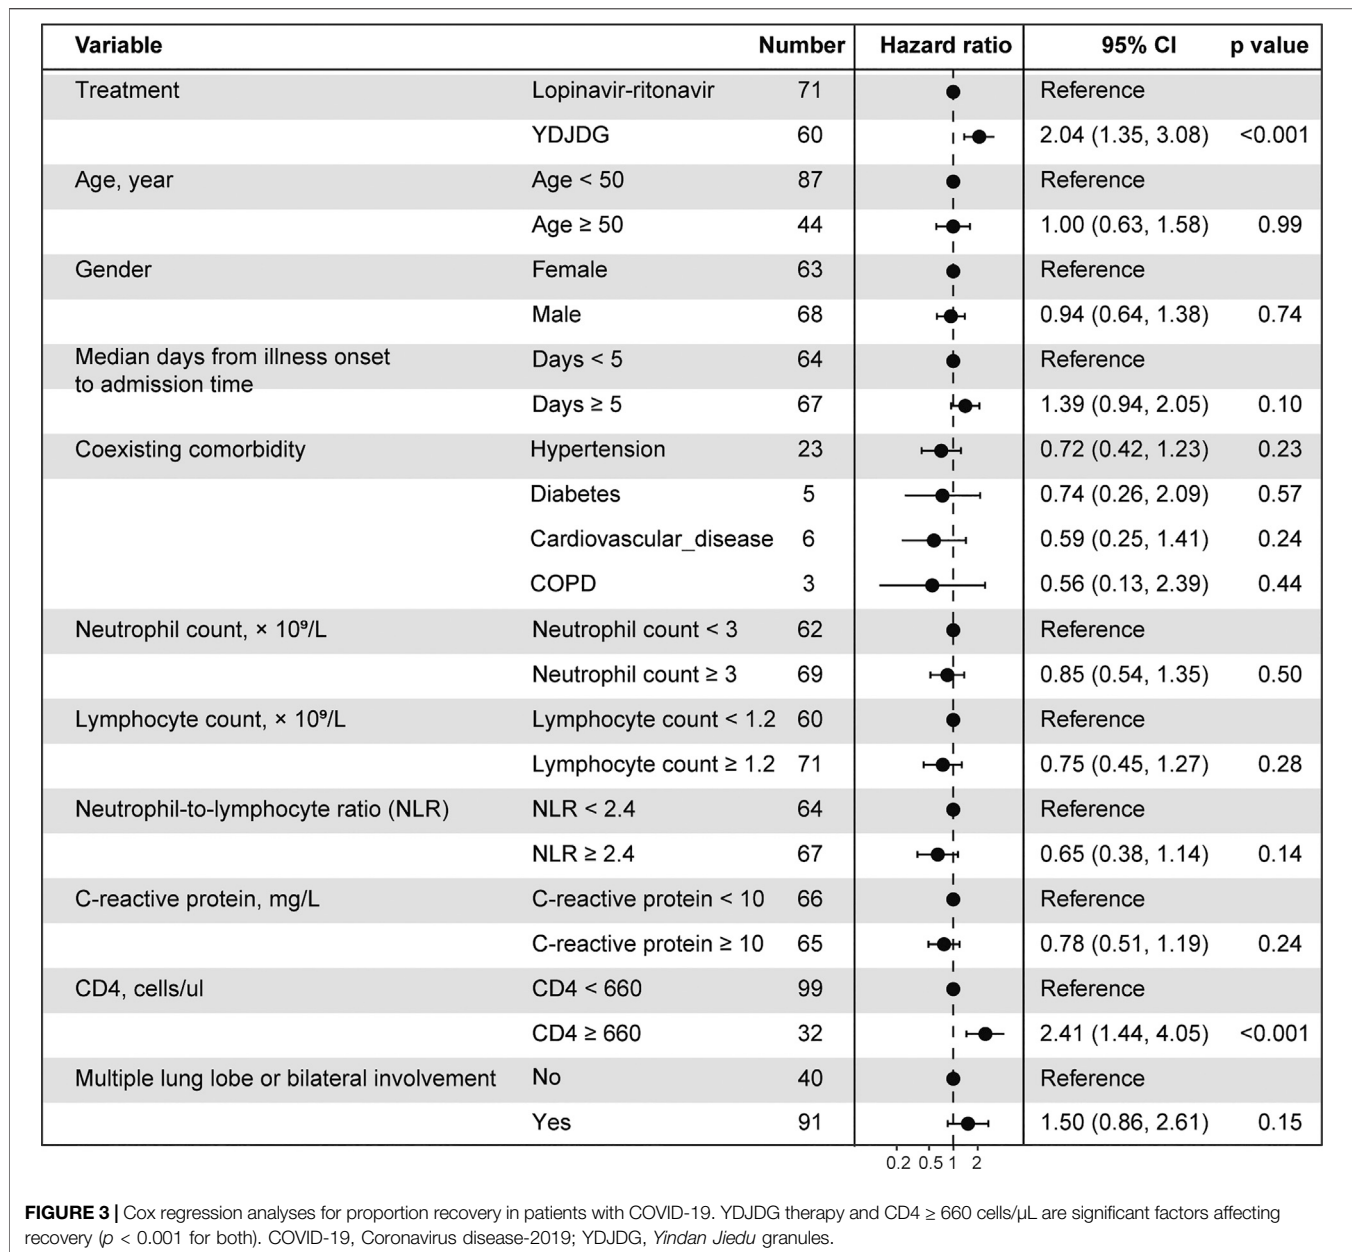 Variable Number Hazard ratio 95% CI p value
Treatment Lopinavir-ritonavir 71 Reference
YDJDG 60 2.04 (1.35, 3.08) <0.001
Age, year Age < 50 87 Reference
Age ≥ 50 44 1.00 (0.63, 1.58) 0.99
Gender Female 63 Reference
Male 68 0.94 (0.64, 1.38) 0.74
Median days from illness onset Days < 5 64 Reference
to admission time
Days ≥ 5 67 1.39 (0.94, 2.05) 0.10
Coexisting comorbidity Hypertension 23 0.72 (0.42, 1.23) 0.23
Diabetes 5 0.74 (0.26, 2.09) 0.57
Cardiovascular_disease 6 0.59 (0.25, 1.41) 0.24
COPD 3 0.56 (0.13, 2.39) 0.44
Neutrophil count, × 10⁹/L Neutrophil count < 3 62 Reference
Neutrophil count ≥ 3 69 0.85 (0.54, 1.35) 0.50
Lymphocyte count, × 10⁹/L Lymphocyte count < 1.2 60 Reference
Lymphocyte count ≥ 1.2 71 0.75 (0.45, 1.27) 0.28
Neutrophil-to-lymphocyte ratio (NLR) NLR < 2.4 64 Reference
NLR ≥ 2.4 67 0.65 (0.38, 1.14) 0.14
C-reactive protein, mg/L C-reactive protein < 10 66 Reference
C-reactive protein ≥ 10 65 0.78 (0.51, 1.19) 0.24
CD4, cells/ul CD4 < 660 99 Reference
CD4 ≥ 660 32 2.41 (1.44, 4.05) <0.001
Multiple lung lobe or bilateral involvement No 40 Reference
Yes 91 1.50 (0.86, 2.61) 0.15
0.2 0.5 1 2
FIGURE 3 | Cox regression analyses for proportion recovery in patients with COVID-19. YDJDG therapy and CD4 ≥ 660 cells/μL are significant factors affecting
recovery (p < 0.001 for both). COVID-19, Coronavirus disease-2019; YDJDG, Yindan Jiedu granules.